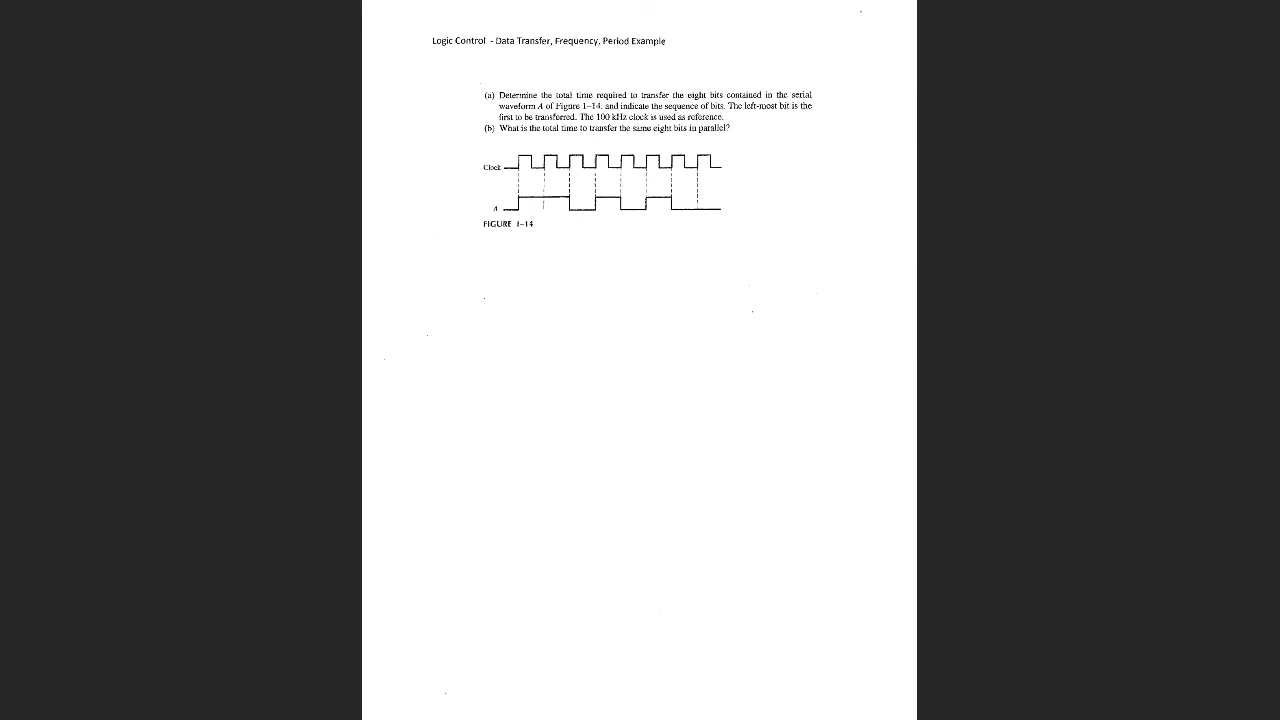 Logic Control - Data Transfer, Frequency, Period Example
(a) Determine the total time required to transfer the eight bits contained in the serial
waveform A of Figure 1–14, and indicate the sequence of bits. The left-most bit is the
first to be transferred. The 100 kHz clock is used as reference.
(b) What is the total time to transfer the same eight bits in parallel?
Clock
A
FIGURE 1–14